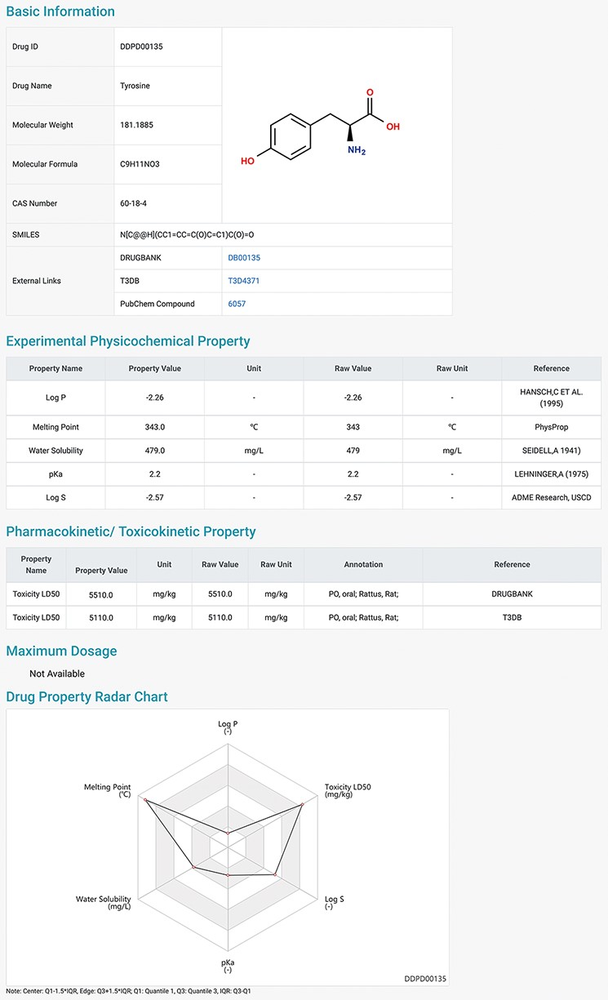 Basic Information
Drug ID DDPD00135
Drug Name Tyrosine
Molecular Weight 181.1885
Molecular Formula C9H11NO3
CAS Number 60-18-4
O
OH
NH2
HO
SMILES N[C@@H](CC1=CC=C(O)C=C1)C(O)=O
External Links
DRUGBANK DB00135
T3DB T3D4371
PubChem Compound 6057
Experimental Physicochemical Property
Property Name Property Value Unit Raw Value Raw Unit Reference
Log P -2.26 - -2.26 - HANSCH,C ET AL. (1995)
Melting Point 343.0 ℃ 343 ℃ PhysProp
Water Solubility 479.0 mg/L 479 mg/L SEIDELL,A 1941)
pKa 2.2 - 2.2 - LEHNINGER,A (1975)
Log S -2.57 - -2.57 - ADME Research, USCD
Pharmacokinetic/ Toxicokinetic Property
Property Name Property Value Unit Raw Value Raw Unit Annotation Reference
Toxicity LD50 5510.0 mg/kg 5510.0 mg/kg PO, oral; Rattus, Rat; DRUGBANK
Toxicity LD50 5110.0 mg/kg 5110.0 mg/kg PO, oral; Rattus, Rat; T3DB
Maximum Dosage
Not Available
Drug Property Radar Chart
Log P
(-)
Melting Point
(℃)
Toxicity LD50
(mg/kg)
Water Solubility
(mg/L)
Log S
(-)
pKa
(-)
DDPD00135
Note: Center: Q1-1.5*IQR, Edge: Q3+1.5*IQR; Q1: Quantile 1, Q3: Quantile 3, IQR: Q3-Q1